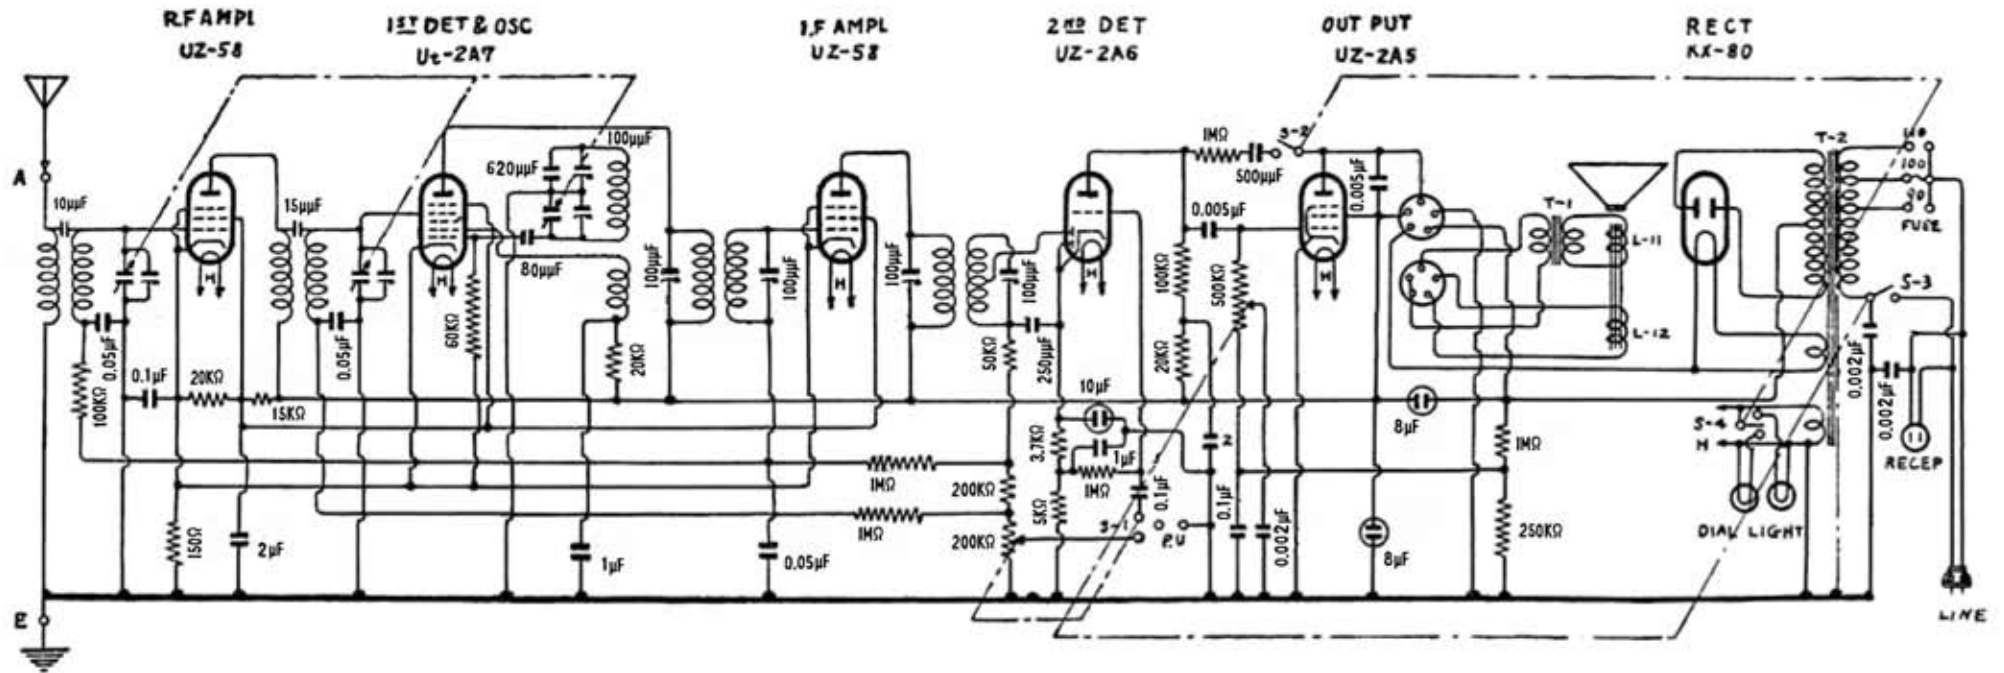 R.F AMPL
UZ-58
1ST DET & OSC
Ut-2A7
I.F AMPL
UZ-58
2ND DET
UZ-2A6
OUT PUT
UZ-2A5
RECT
KX-80
A
10µµF
0.05µF
100KΩ
0.1µF
20KΩ
15KΩ
H
150Ω
2µF
15µµF
0.05µF
H
60KΩ
620µµF
100µµF
80µµF
20KΩ
1µF
100µµF
100µµF
0.05µF
H
1MΩ
1MΩ
100µµF
100µµF
50KΩ
250µµF
200KΩ
200KΩ
H
10µF
3.7KΩ
1µF
1MΩ
5KΩ
S-1
0.1µF
P.U
1MΩ
500µµF
S-2
0.005µF
100KΩ
20KΩ
500KΩ
2
0.1µF
0.002µF
H
0.005µF
8µF
8µF
1MΩ
250KΩ
T-1
L-11
L-12
T-2
110
100
90
FUSE
S-3
0.002µF
0.002µF
RECEP
S-4
H
DIAL LIGHT
LINE
E